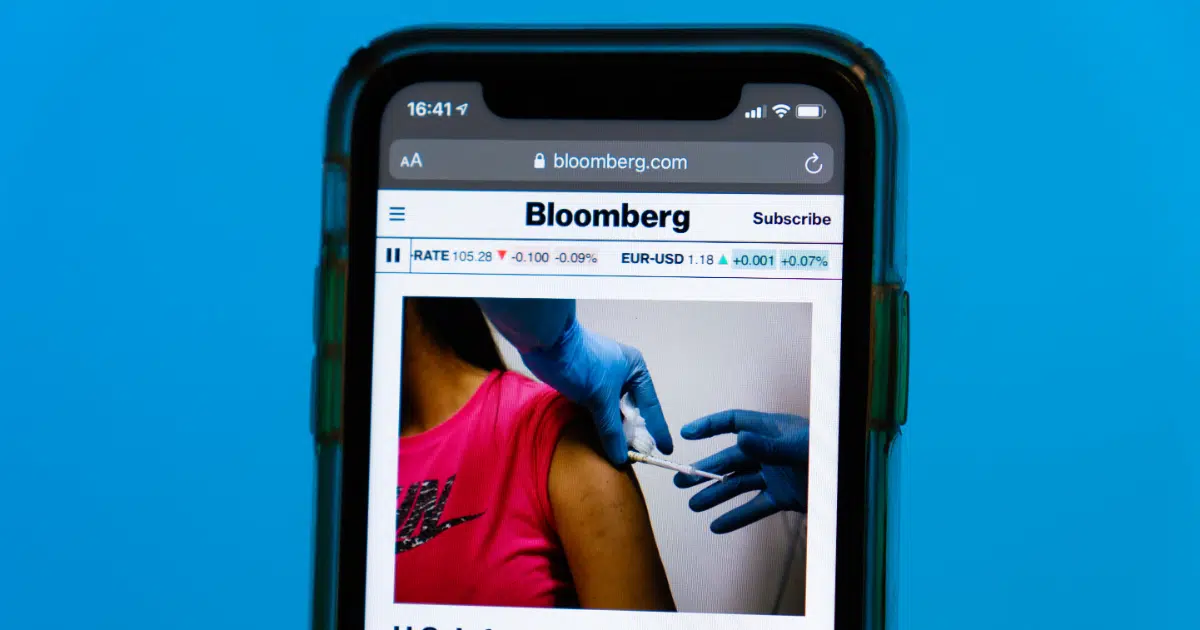 16:41
AA bloomberg.com
Bloomberg Subscribe
-RATE 105.28 ▼ -0.100 -0.09% EUR-USD 1.18 ▲ +0.001 +0.07%